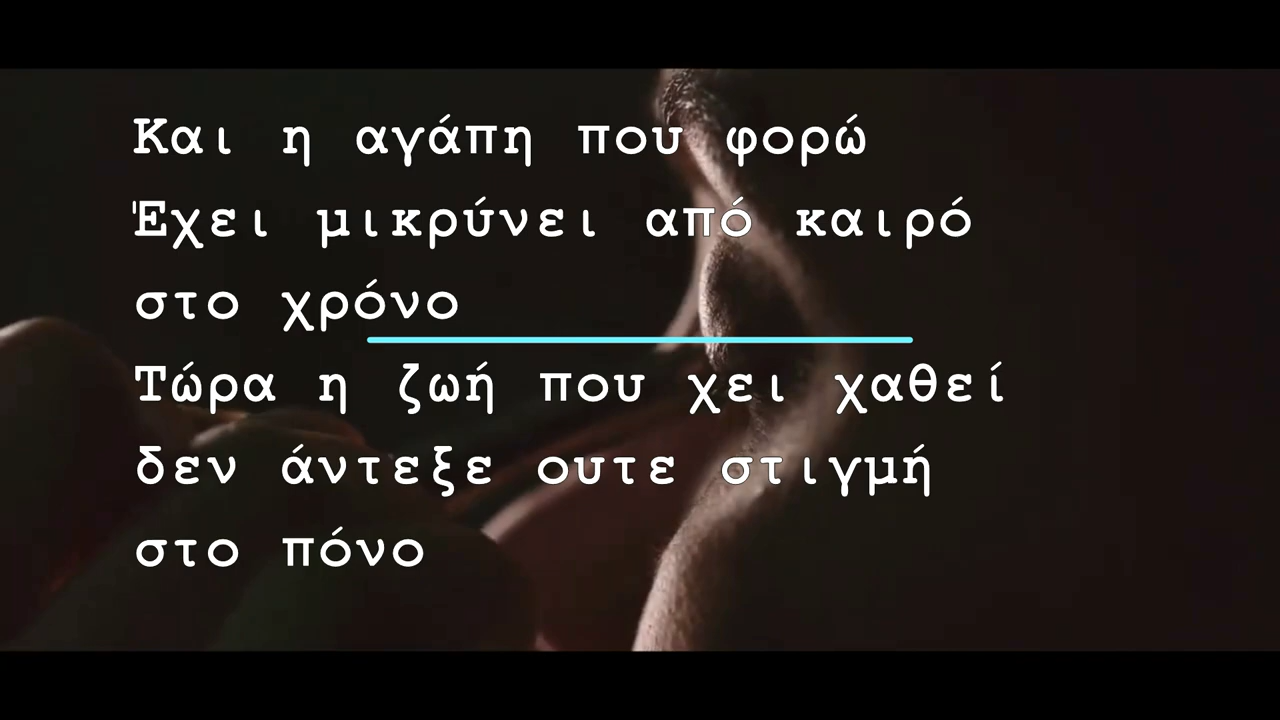 Και η αγάπη που φορώ
Έχει μικρύνει από καιρό
στο χρόνο
Τώρα η ζωή που χει χαθεί
δεν άντεξε ουτε στιγμή
στο πόνο